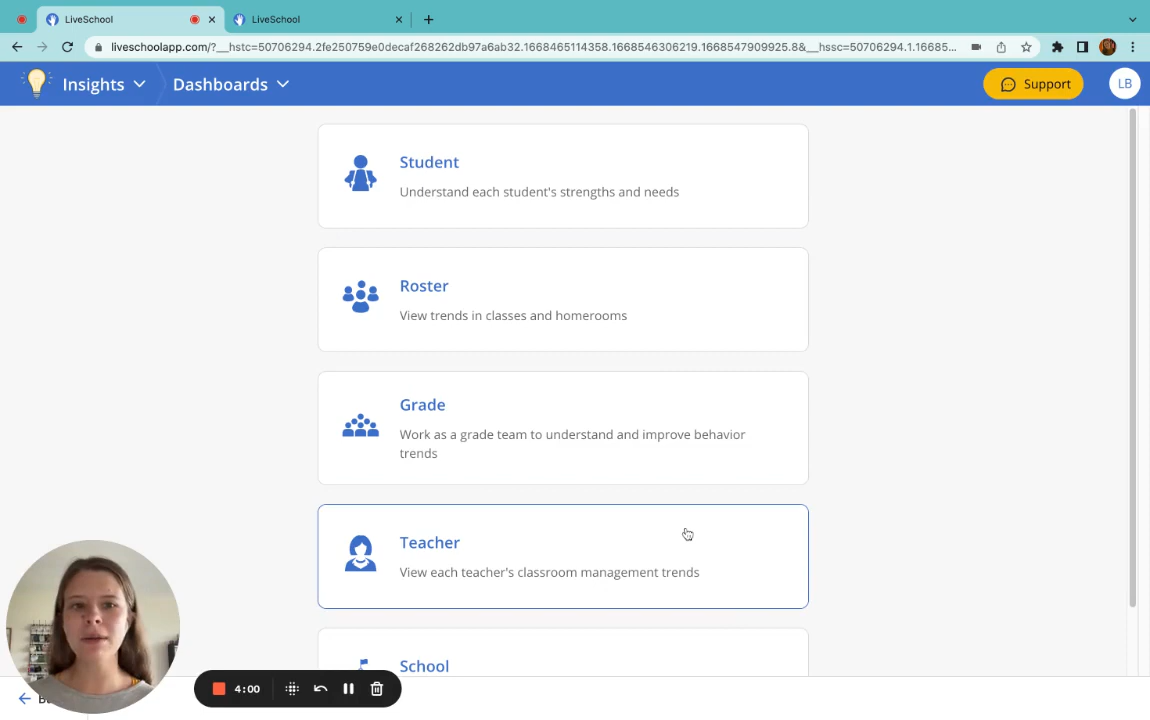 LiveSchool
LiveSchool
liveschoolapp.com/?__hstc=50706294.2fe250759e0decaf268262db97a6ab32.1668465114358.1668546306219.1668547909925.8&__hssc=50706294.1.16685...
Insights Dashboards Support LB
Student
Understand each student's strengths and needs
Roster
View trends in classes and homerooms
Grade
Work as a grade team to understand and improve behavior
trends
Teacher
View each teacher's classroom management trends
School
4:00